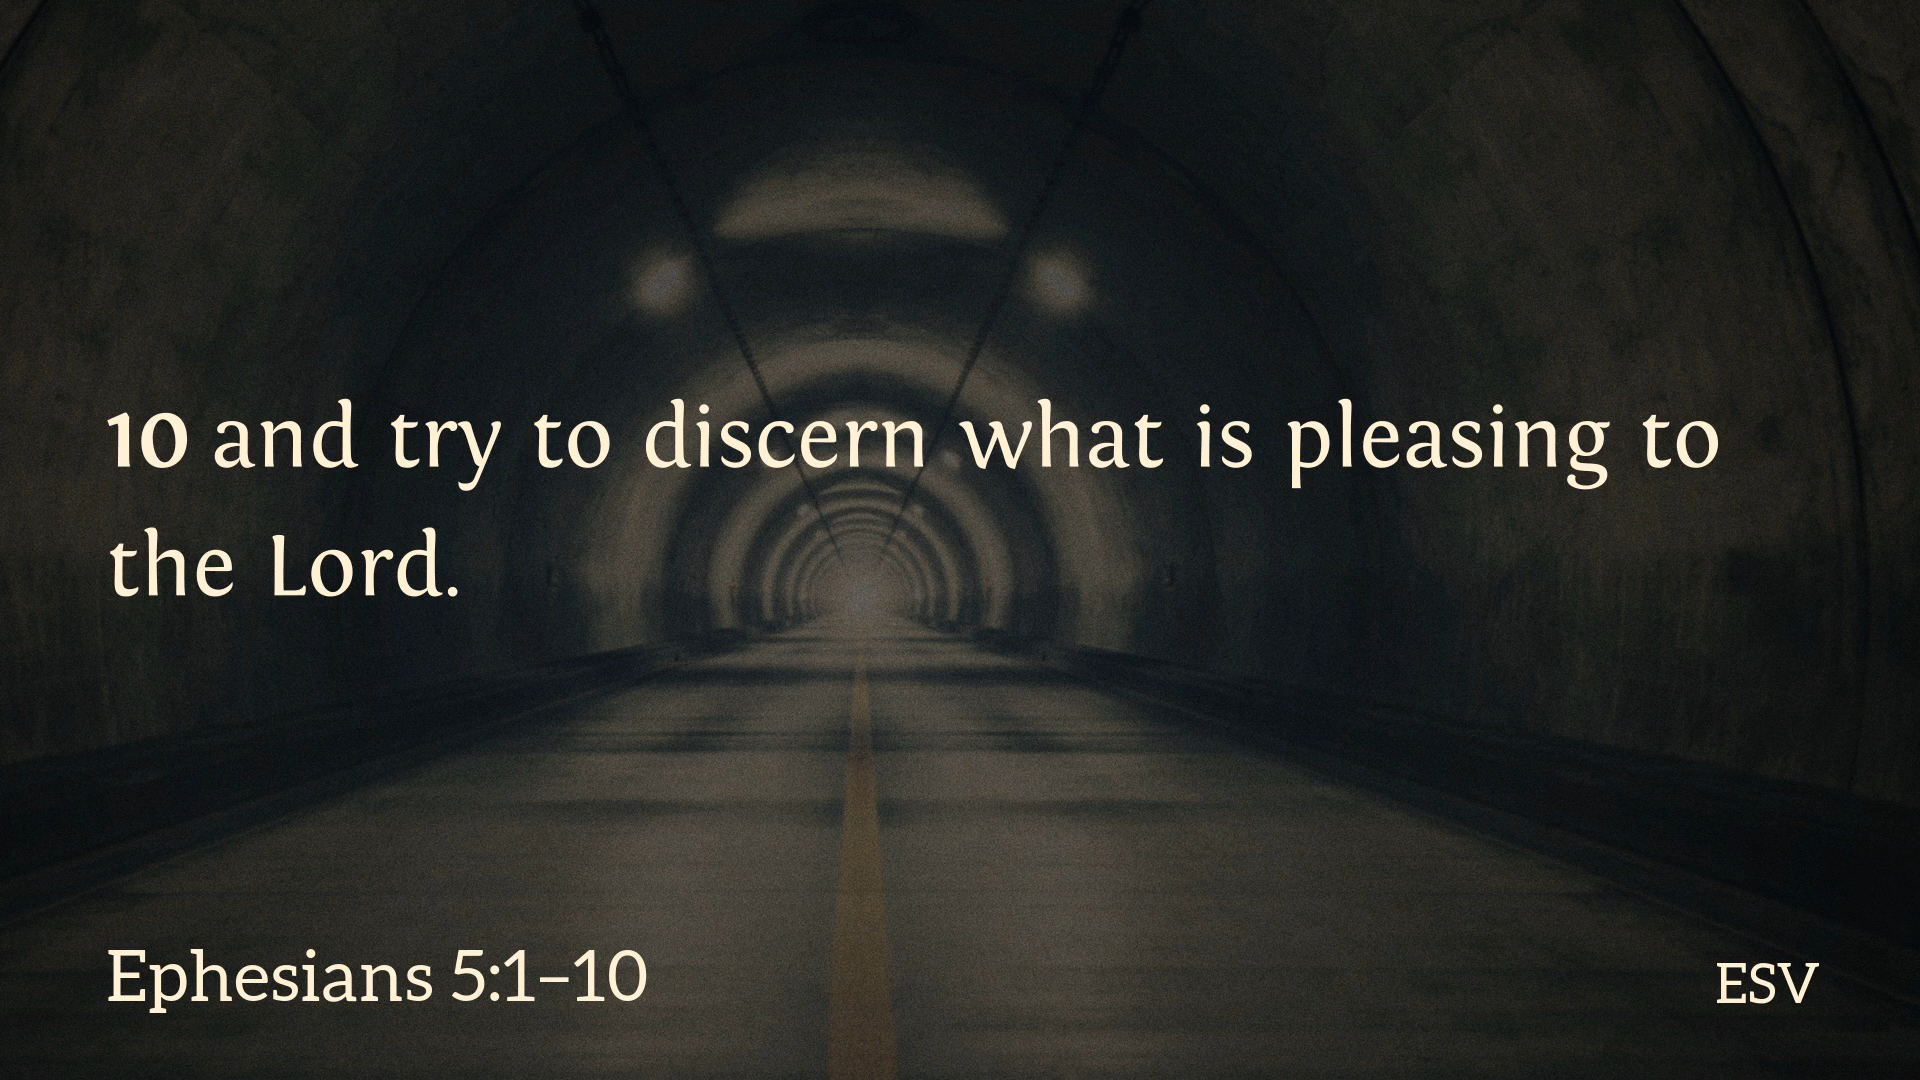 10 and try to discern what is pleasing to
the Lord.
Ephesians 5:1–10
ESV